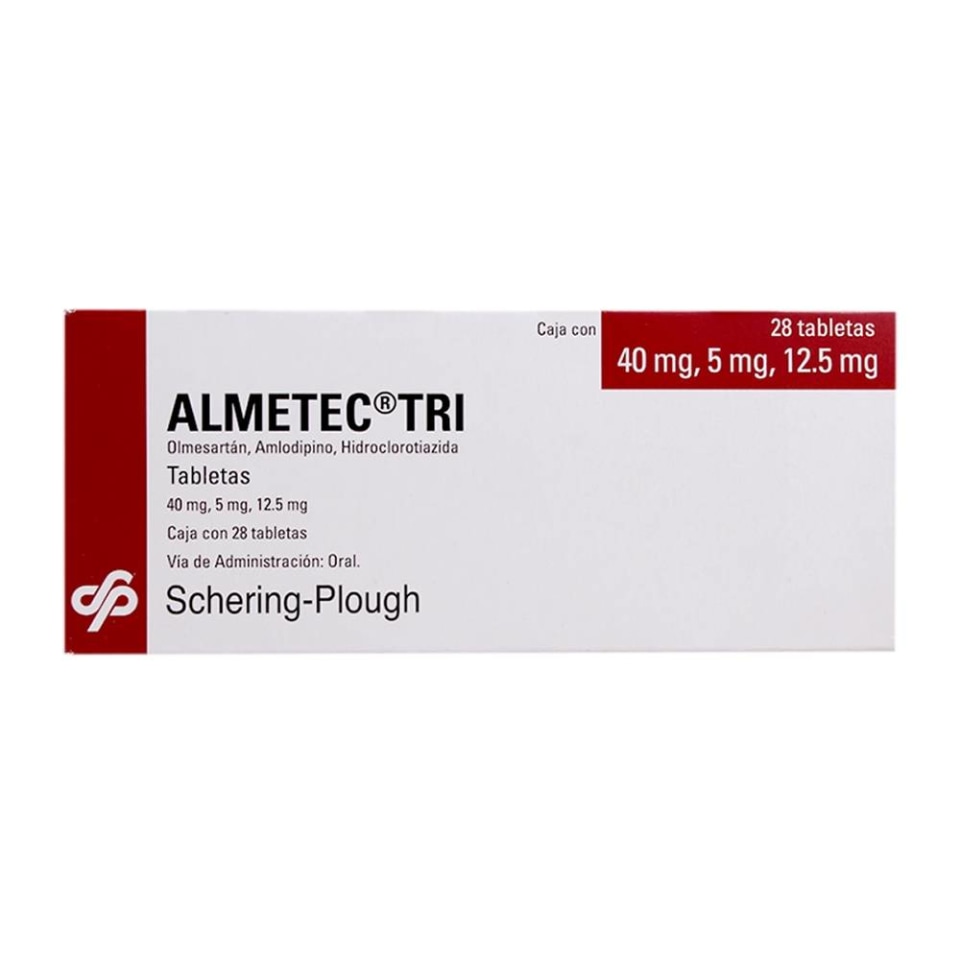 Caja con
28 tabletas
40 mg, 5 mg, 12.5 mg
ALMETEC®TRI
Olmesartán, Amlodipino, Hidroclorotiazida
Tabletas
40 mg, 5 mg, 12.5 mg
Caja con 28 tabletas
Vía de Administración: Oral.
Schering-Plough